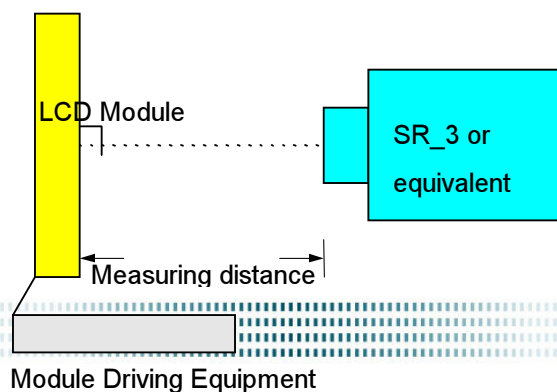 LCD Module
SR_3 or
equivalent
Measuring distance
Module Driving Equipment